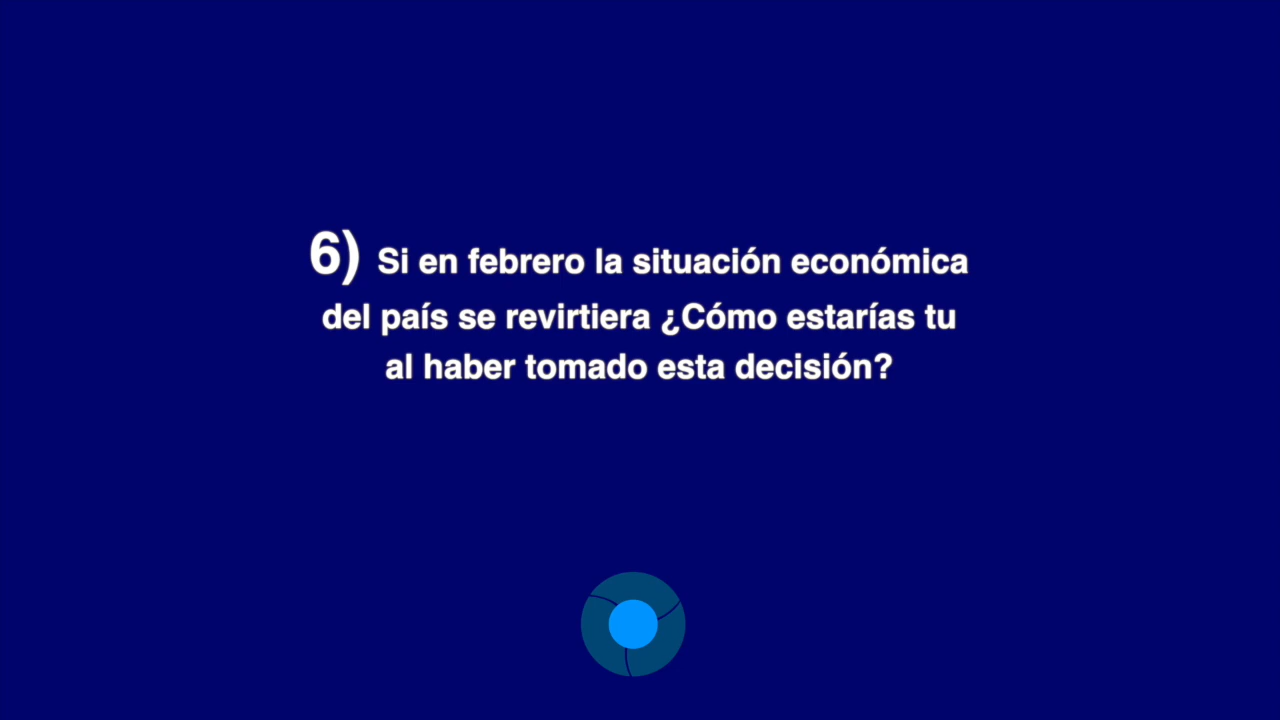 6) Si en febrero la situación económica
del país se revirtiera ¿Cómo estarías tu
al haber tomado esta decisión?